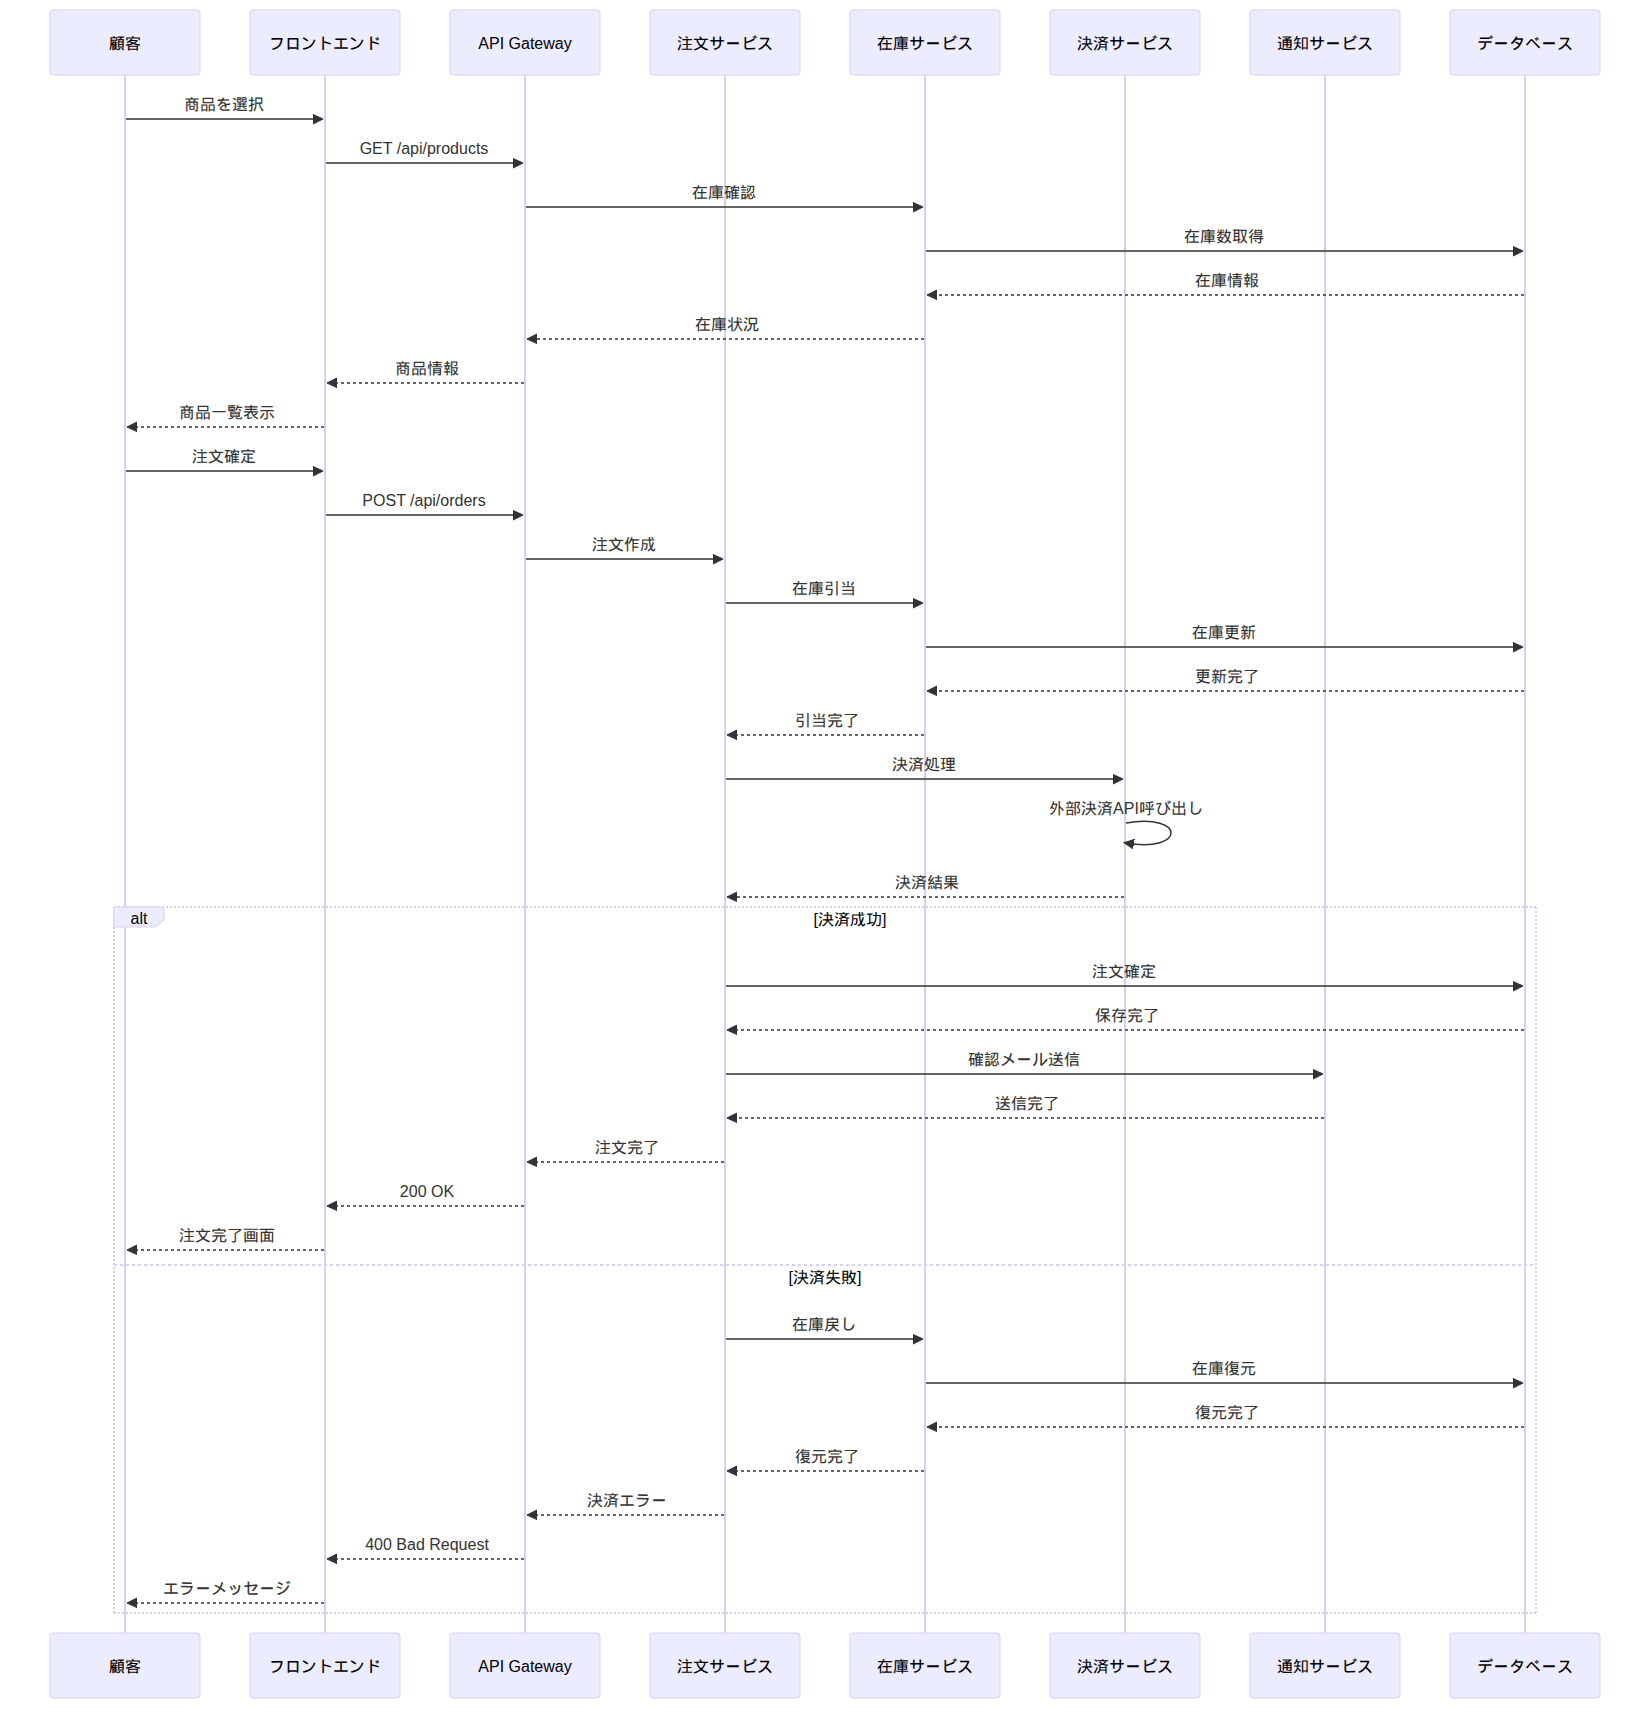 顧客
フロントエンド
API Gateway
注文サービス
在庫サービス
決済サービス
通知サービス
データベース
商品を選択
GET /api/products
在庫確認
在庫数取得
在庫情報
在庫状況
商品情報
商品一覧表示
注文確定
POST /api/orders
注文作成
在庫引当
在庫更新
更新完了
引当完了
決済処理
外部決済API呼び出し
決済結果
alt
[決済成功]
注文確定
保存完了
確認メール送信
送信完了
注文完了
200 OK
注文完了画面
[決済失敗]
在庫戻し
在庫復元
復元完了
復元完了
決済エラー
400 Bad Request
エラーメッセージ
顧客
フロントエンド
API Gateway
注文サービス
在庫サービス
決済サービス
通知サービス
データベース